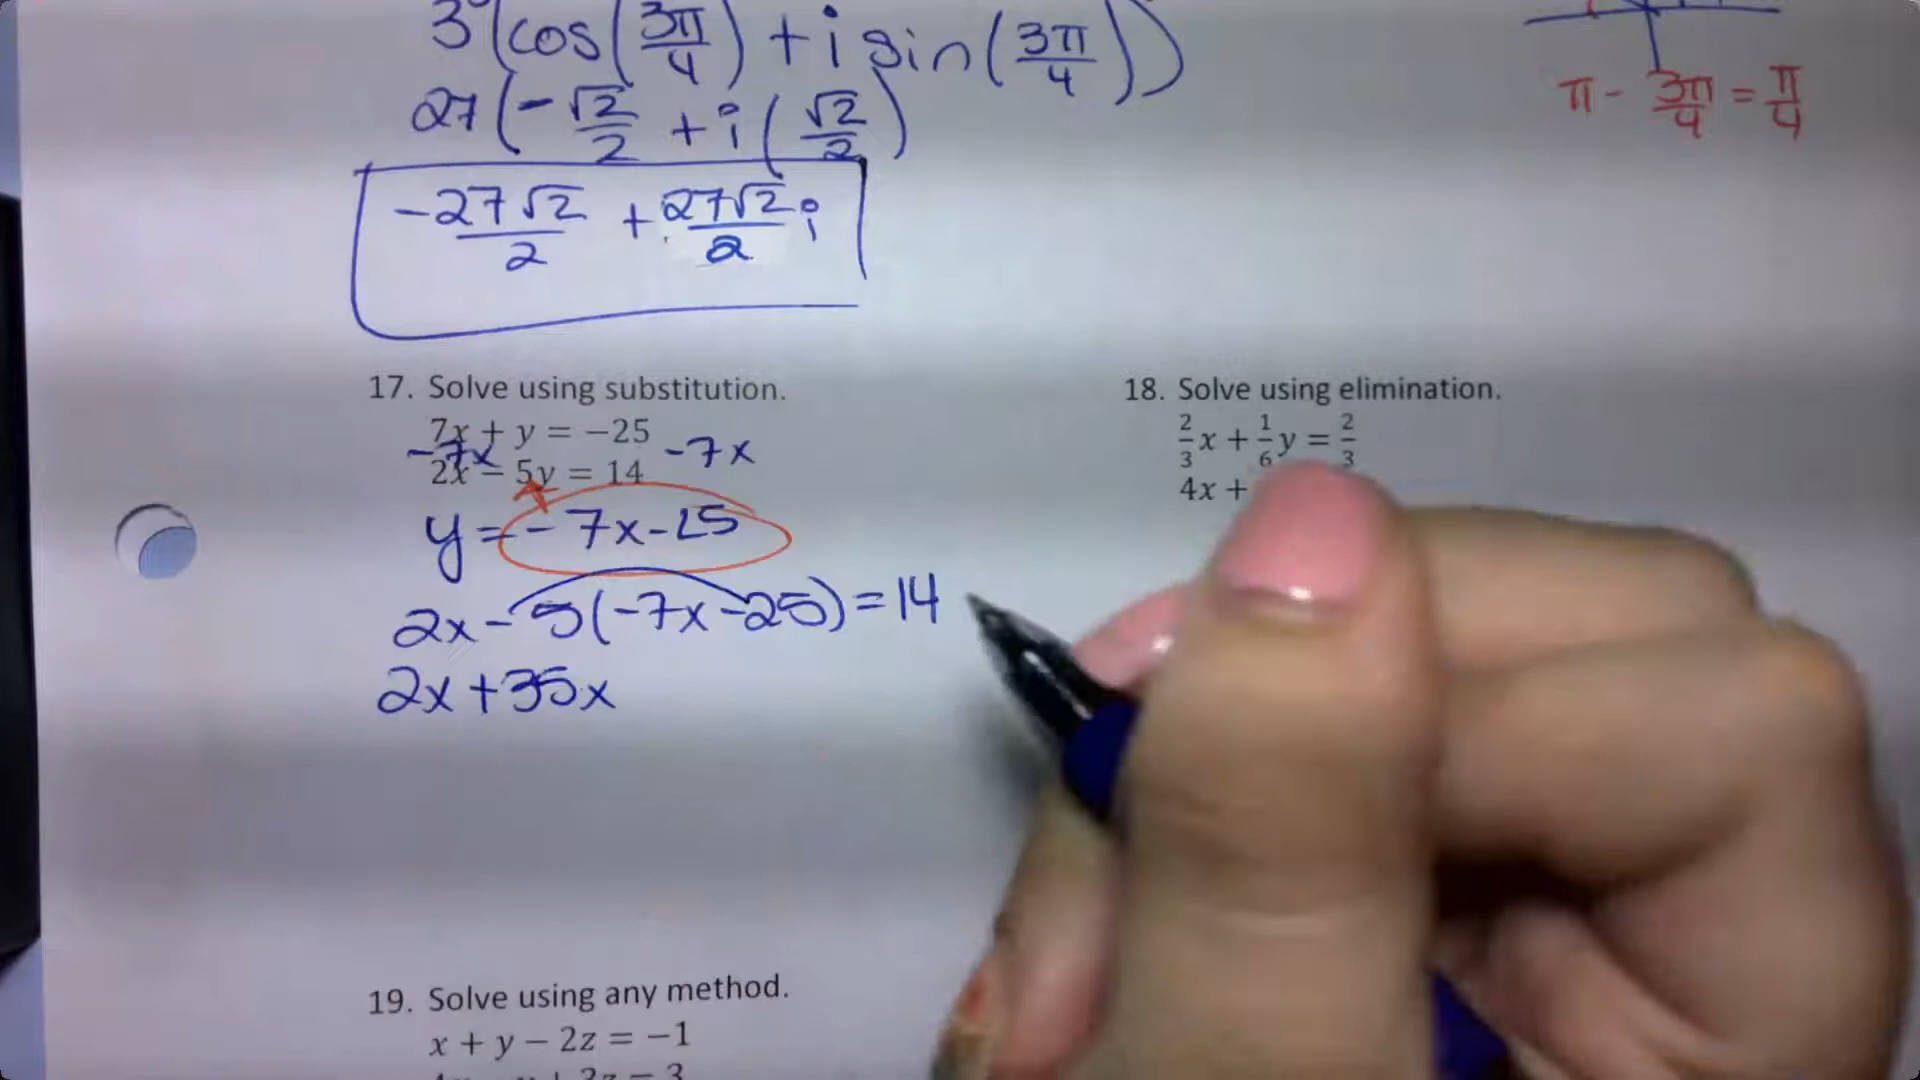 3 (cos(3π/4) + i sin(3π/4))
27(-√2/2 + i(√2/2)
π - 3π/4 = π/4
-27√2/2 + 27√2/2 i
17. Solve using substitution.
7x + y = −25
-7x -7x
2x − 5y = 14
y = -7x-25
2x - 5(-7x-25)=14
2x+35x
18. Solve using elimination.
2/3 x + 1/6 y = 2/3
4x +
19. Solve using any method.
x + y − 2z = −1